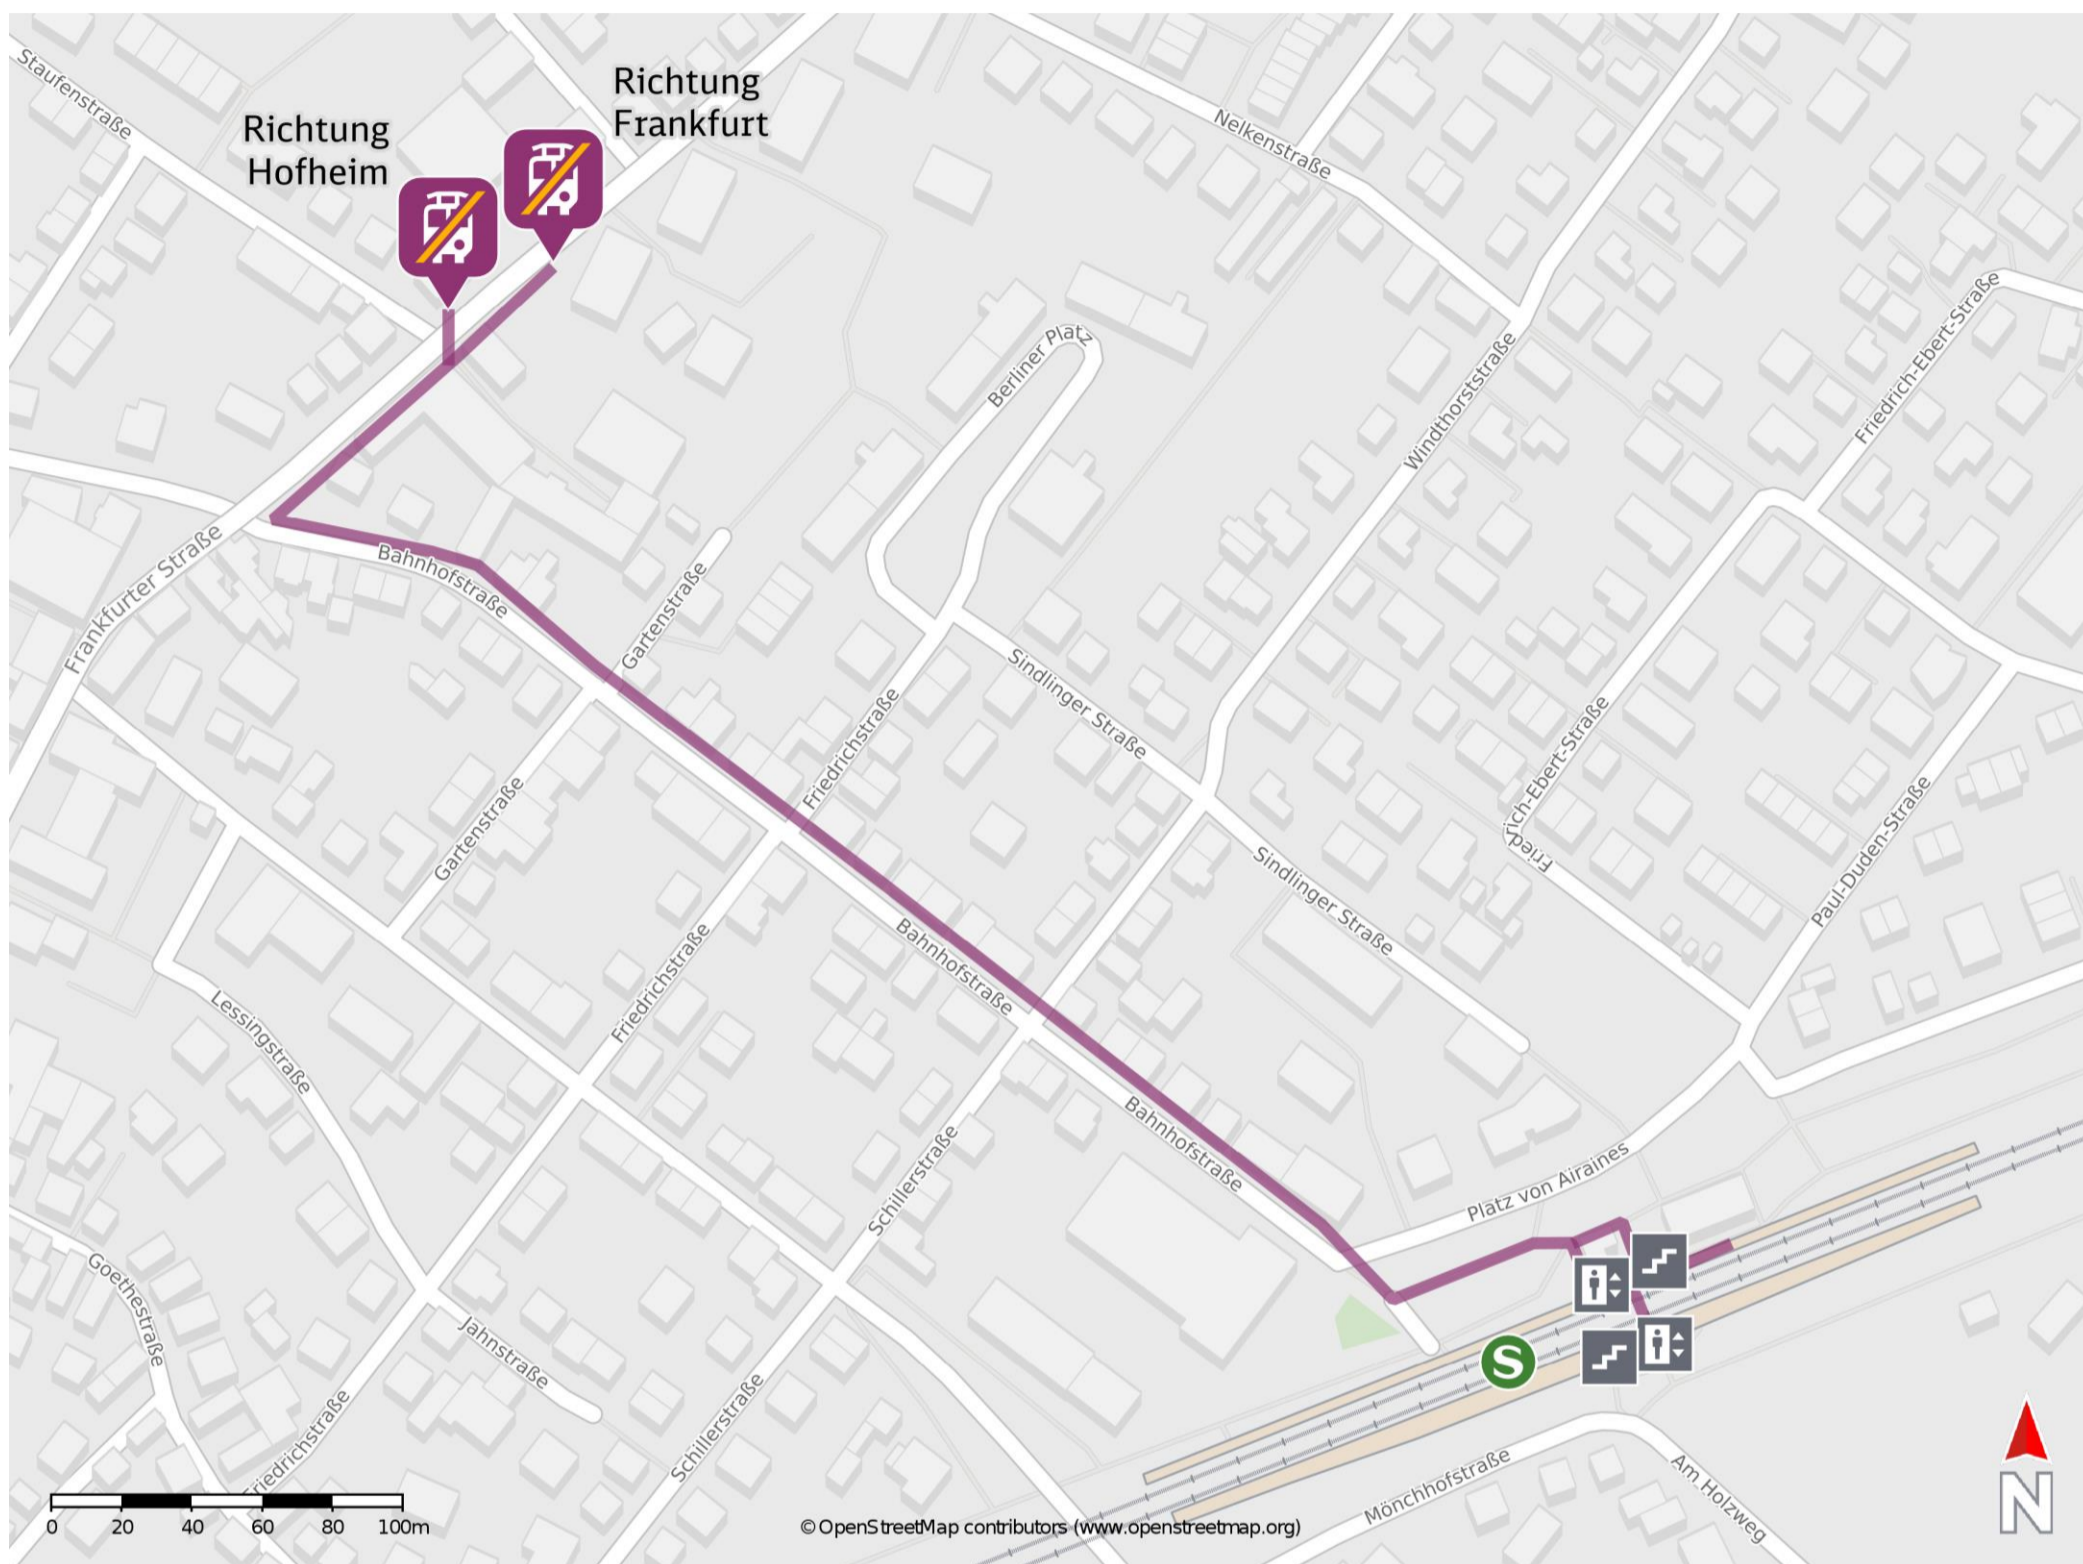 Staufenstraße
Richtung
Hofheim
Richtung
Frankfurt
Nelkenstraße
Berliner Platz
Windthorststraße
Friedrich-Ebert-Straße
Frankfurter Straße
Bahnhofstraße
Gartenstraße
Friedrichstraße
Sindlinger Straße
Friedrich-Ebert-Straße
Paul-Duden-Straße
Gartenstraße
Sindlinger Straße
Friedrichstraße
Bahnhofstraße
Lessingstraße
Bahnhofstraße
Schillerstraße
Platz von Airaines
Goethestraße
Jahnstraße
S
Friedrichstraße
Schillerstraße
Mönchhofstraße
Am Holzweg
N
0 20 40 60 80 100m
© OpenStreetMap contributors (www.openstreetmap.org)